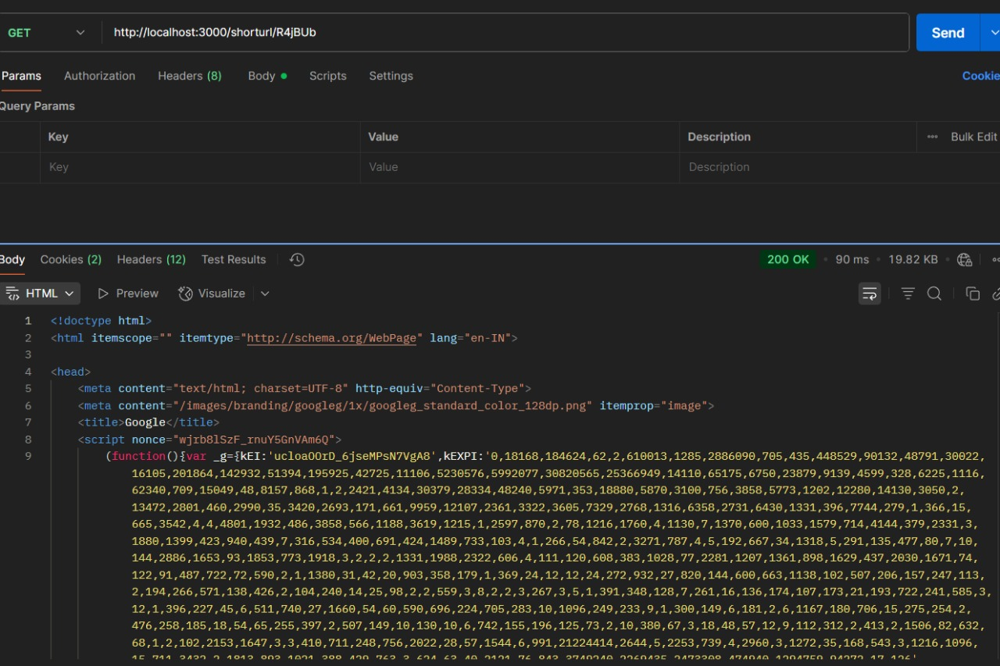 GET http://localhost:3000/shorturl/R4jBUb Send
Params Authorization Headers (8) Body Scripts Settings Cookie
Query Params
Key Value Description ••• Bulk Edit
Key Value Description
Body Cookies (2) Headers (12) Test Results 200 OK • 90 ms • 19.82 KB •
HTML Preview Visualize
1 <!doctype html>
2 <html itemscope="" itemtype="http://schema.org/WebPage" lang="en-IN">
3
4 <head>
5 <meta content="text/html; charset=UTF-8" http-equiv="Content-Type">
6 <meta content="/images/branding/googleg/1x/googleg_standard_color_128dp.png" itemprop="image">
7 <title>Google</title>
8 <script nonce="wjrb8lSzF_rnuY5GnVAm6Q">
9 (function(){var _g={kEI:'ucloaOOrD_6jseMPsN7VgA8',kEXPI:'0,18168,184624,62,2,610013,1285,2886090,705,435,448529,90132,48791,30022,
16105,201864,142932,51394,195925,42725,11106,5230576,5992077,30820565,25366949,14110,65175,6750,23879,9139,4599,328,6225,1116,
62340,709,15049,48,8157,868,1,2,2421,4134,30379,28334,48240,5971,353,18880,5870,3100,756,3858,5773,1202,12280,14130,3050,2,
13472,2801,460,2990,35,3420,2693,171,661,9959,12107,2361,3322,3605,7329,2768,1316,6358,2731,6430,1331,396,7744,279,1,366,15,
665,3542,4,4,4801,1932,486,3858,566,1188,3619,1215,1,2597,870,2,78,1216,1760,4,1130,7,1370,600,1033,1579,714,4144,379,2331,3,
1880,1399,423,940,439,7,316,534,400,691,424,1489,733,103,4,1,266,54,842,2,3271,787,4,5,192,667,34,1318,5,291,135,477,80,7,10,
144,2886,1653,93,1853,773,1918,3,2,2,2,1331,1988,2322,606,4,111,120,608,383,1028,77,2281,1207,1361,898,1629,437,2030,1671,74,
122,91,487,722,72,590,2,1,1380,31,42,20,903,358,179,1,369,24,12,12,24,272,932,27,820,144,600,663,1138,102,507,206,157,247,113,
2,194,266,571,138,426,2,104,240,14,25,98,2,2,559,3,8,2,2,3,267,3,5,1,391,348,128,7,261,16,136,174,107,173,21,193,722,241,585,3,
12,1,396,227,45,6,511,740,27,1660,54,60,590,696,224,705,283,10,1096,249,233,9,1,300,149,6,181,2,6,1167,180,706,15,275,254,2,
476,258,185,18,54,65,255,397,2,507,149,10,130,10,6,742,155,196,125,73,2,10,380,67,3,18,48,57,12,9,112,312,2,413,2,1506,82,632,
68,1,2,102,2153,1647,3,3,410,711,248,756,2022,28,57,1544,6,991,21224414,2644,5,2253,739,4,2960,3,1272,35,168,543,3,1216,1096,